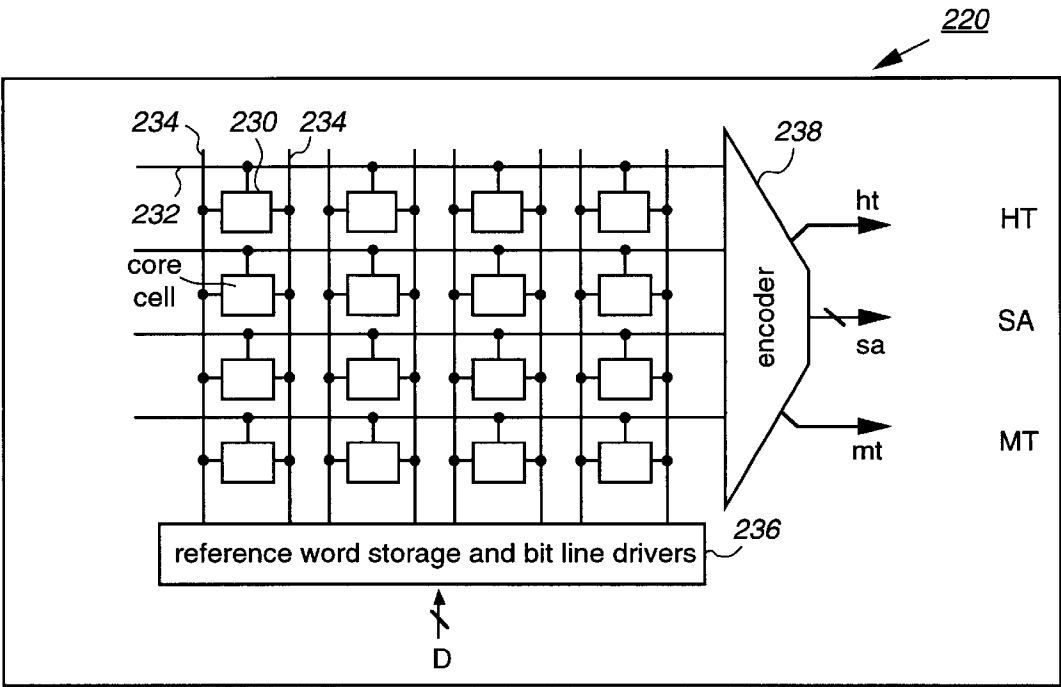 220
234 230 234
238
232
ht HT
core
cell
encoder
sa SA
mt MT
236
reference word storage and bit line drivers
D